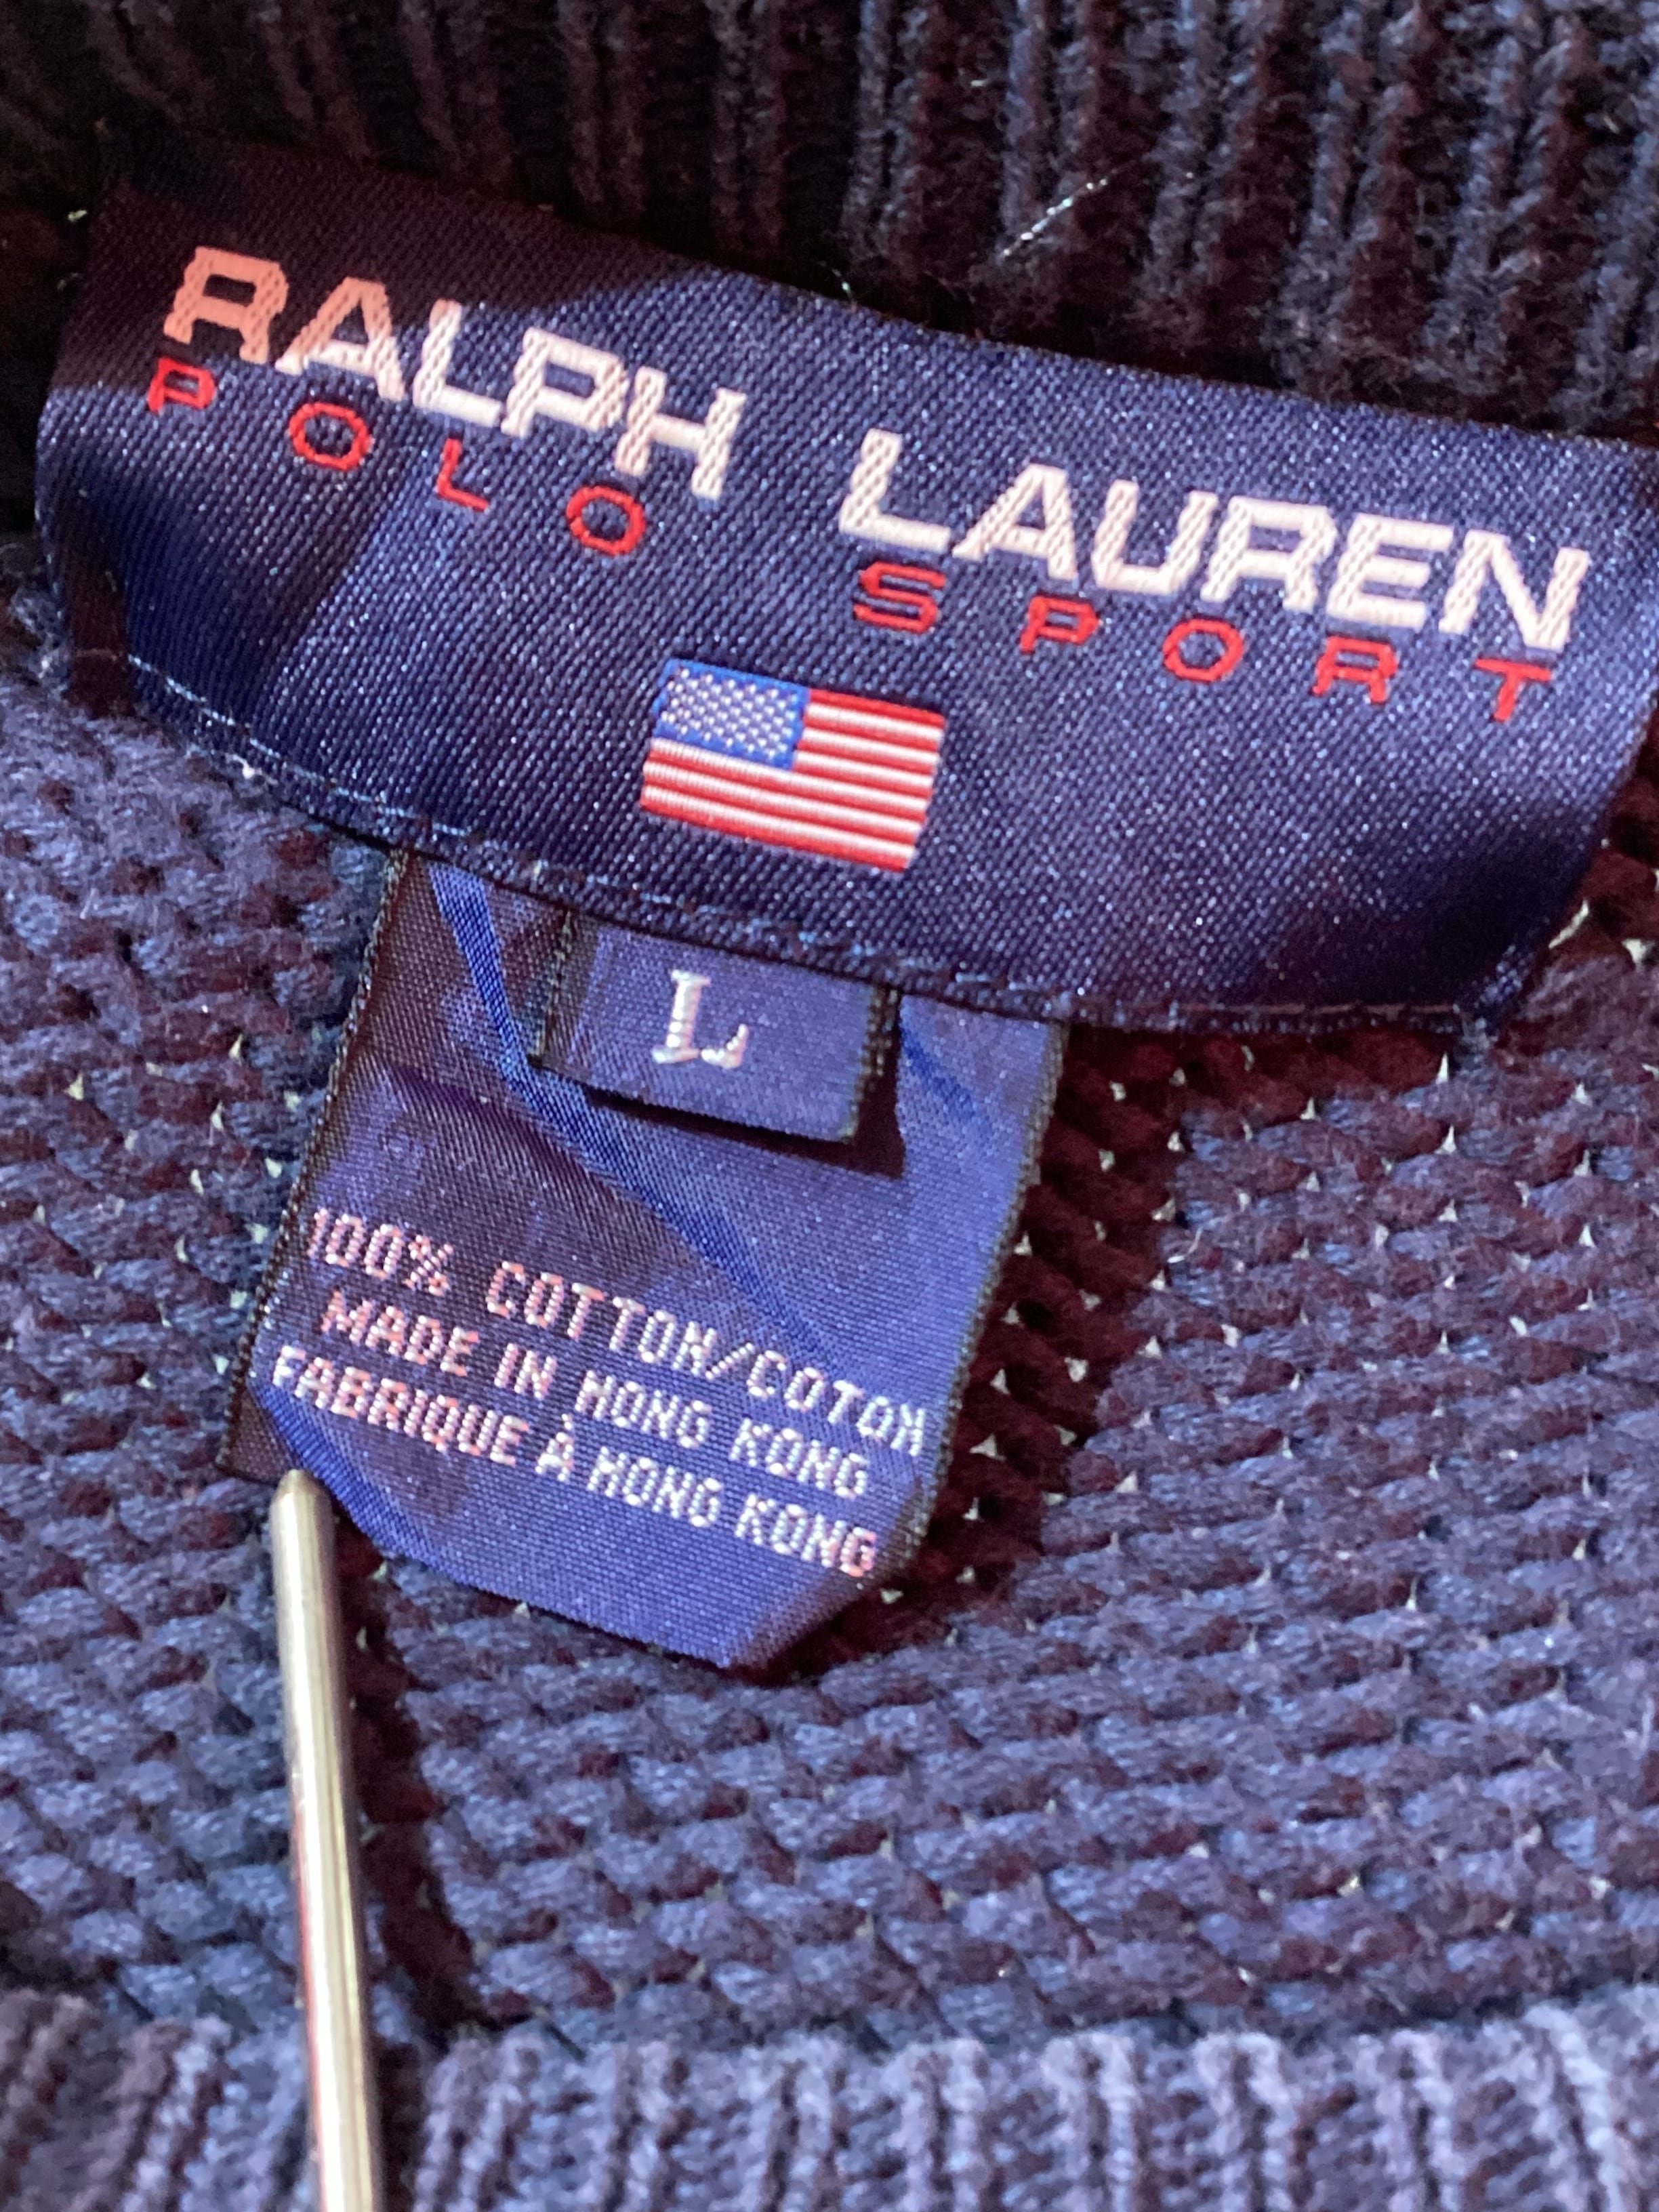 RALPH LAUREN
POLO SPORT
L
100% COTTON/COTON
MADE IN HONG KONG
FABRIQUE À HONG KONG